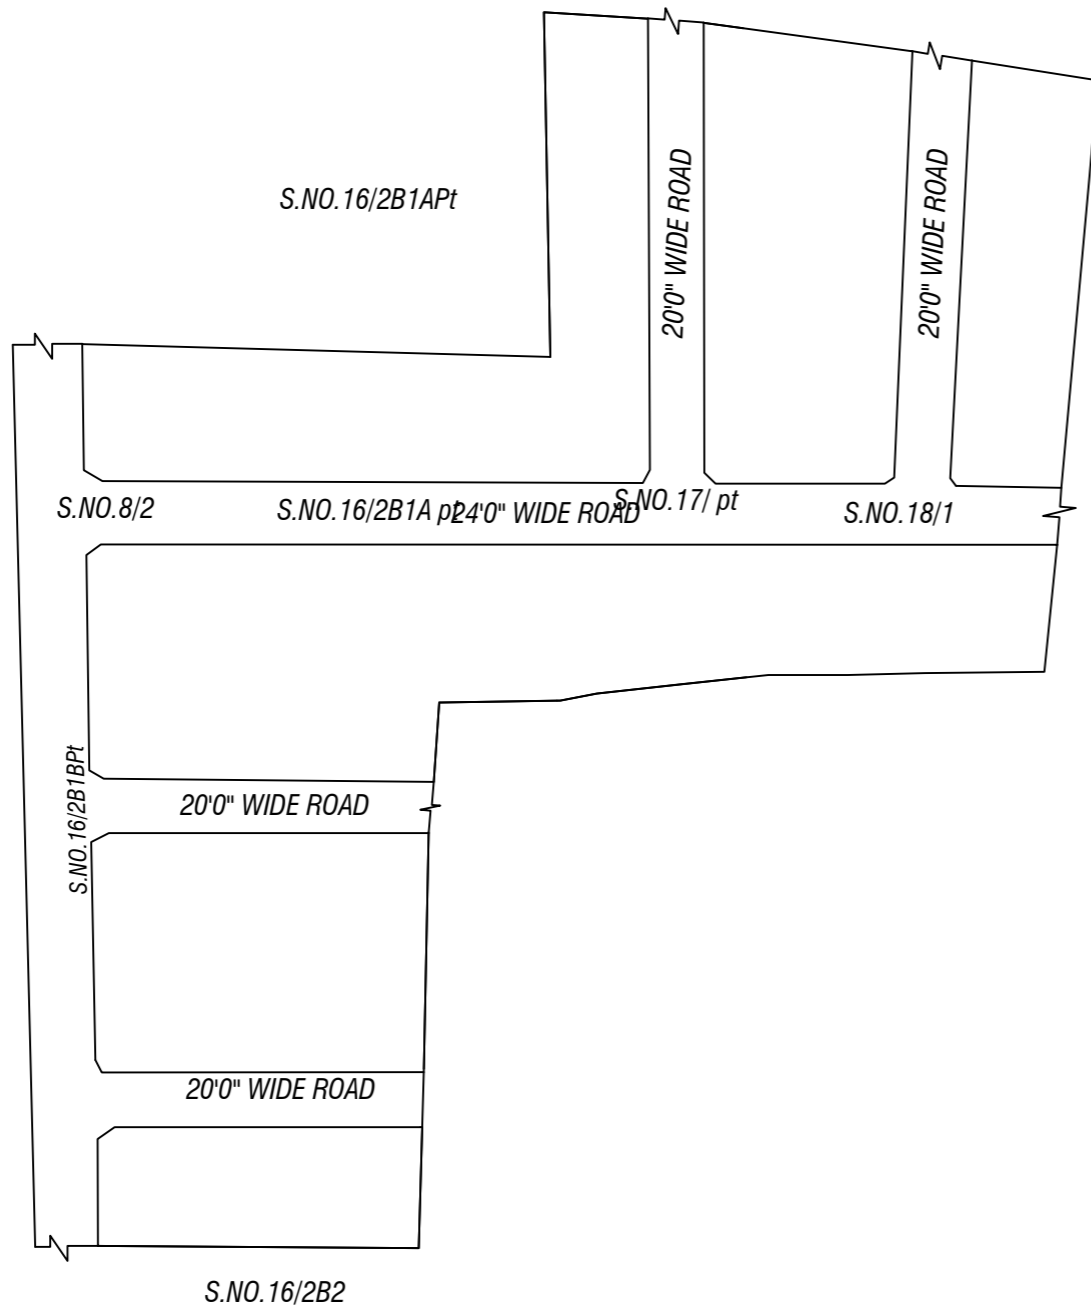 S.NO.16/2B1APt
20'0" WIDE ROAD
20'0" WIDE ROAD
S.NO.8/2
S.NO.16/2B1A pt
24'0" WIDE ROAD
S.NO.17/ pt
S.NO.18/1
S.NO.16/2B1BPt
20'0" WIDE ROAD
20'0" WIDE ROAD
S.NO.16/2B2